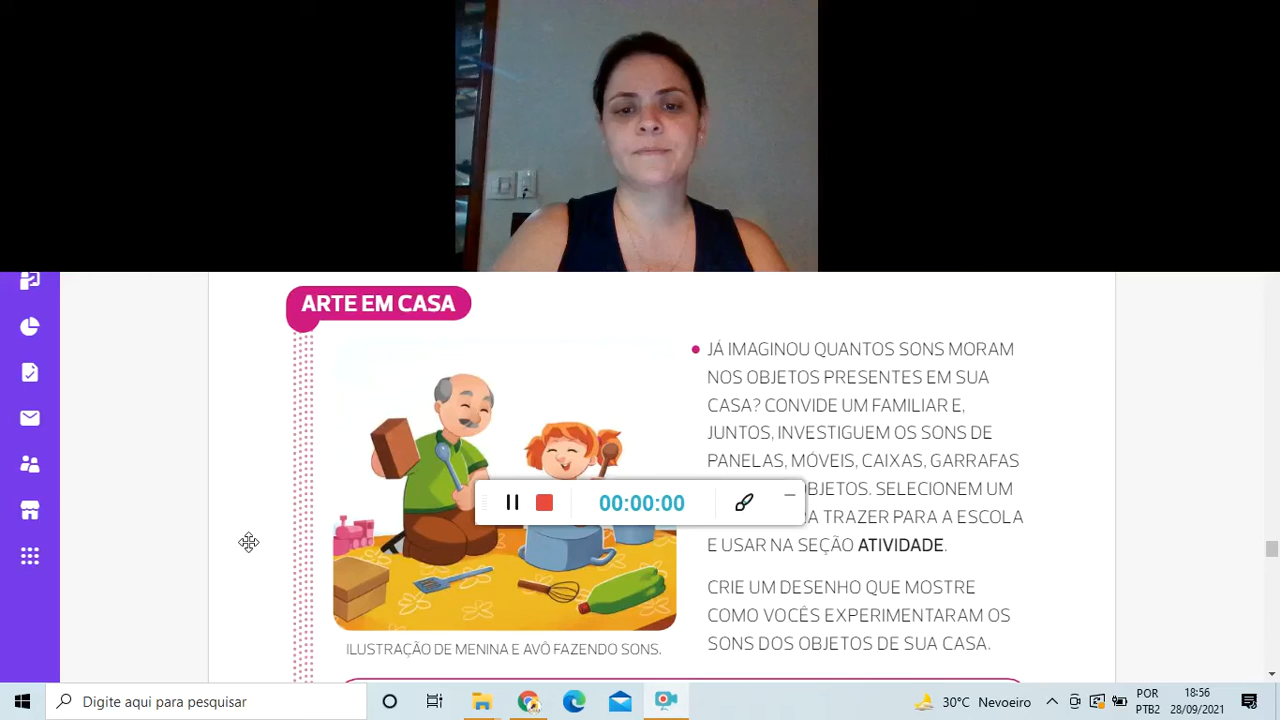 ARTE EM CASA
JÁ IMAGINOU QUANTOS SONS MORAM
NOS OBJETOS PRESENTES EM SUA
CASA? CONVIDE UM FAMILIAR E,
JUNTOS, INVESTIGUEM OS SONS DE
PANELAS, MÓVEIS, CAIXAS, GARRAFAS
OBJETOS. SELECIONEM UM
TRAZER PARA A ESCOLA
E USAR NA SEÇÃO ATIVIDADE.
CRIE UM DESENHO QUE MOSTRE
COMO VOCÊS EXPERIMENTARAM OS
SONS DOS OBJETOS DE SUA CASA.
ILUSTRAÇÃO DE MENINA E AVÔ FAZENDO SONS.
00:00:00
Digite aqui para pesquisar
30°C Nevoeiro
POR
PTB2
18:56
28/09/2021